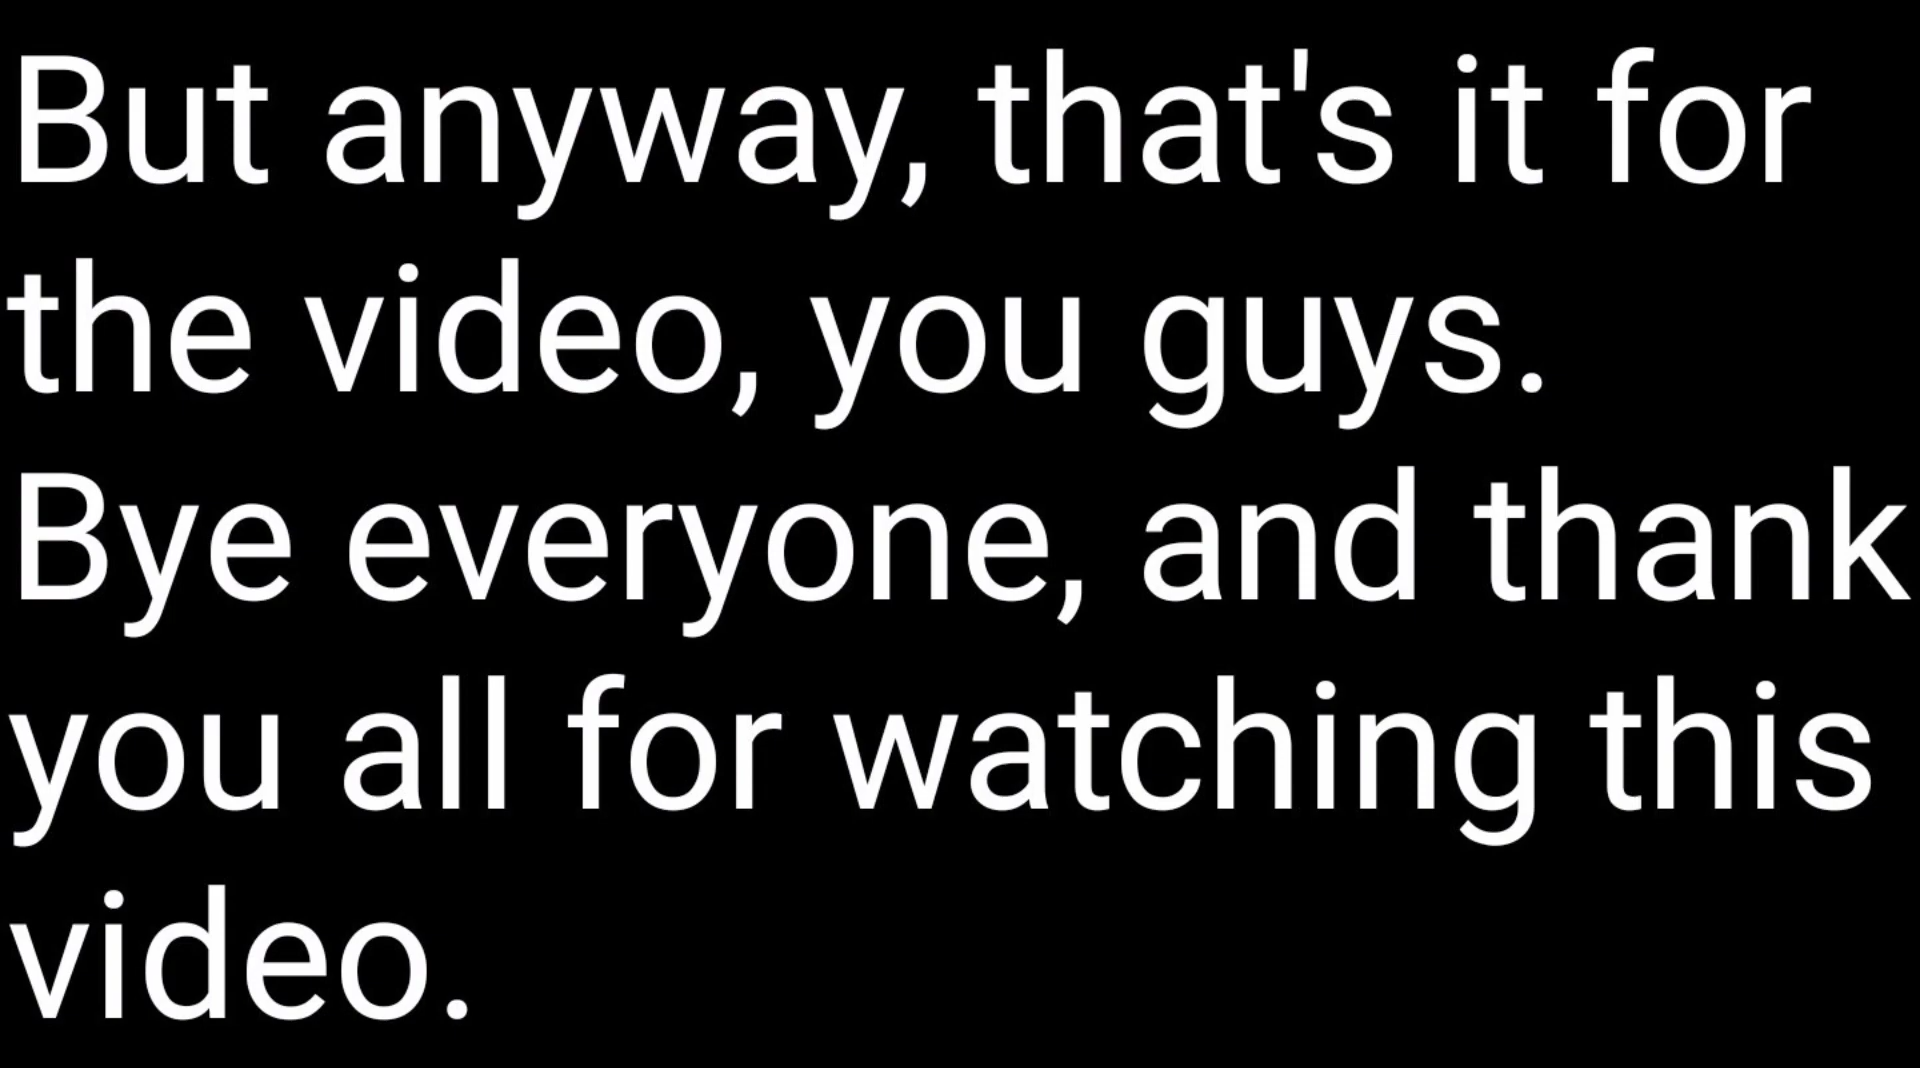 But anyway, that's it for
the video, you guys.
Bye everyone, and thank
you all for watching this
video.